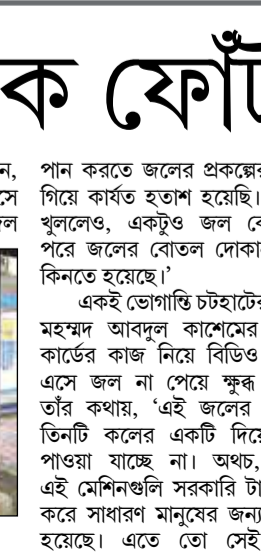 ক ফোঁট
ন,
সে
জল
পান করতে জলের প্রকল্পের
গিয়ে কার্যত হতাশ হয়েছি।
খুললেও, একটুও জল বে
পরে জলের বোতল দোকা
কিনতে হয়েছে।’
একই ভোগান্তি চটহাটের
মহম্মদ আবদুল কাশেমের
কার্ডের কাজ নিয়ে বিডিও
এসে জল না পেয়ে ক্ষুব্ধ
তাঁর কথায়, ‘এই জলের
তিনটি কলের একটি দিয়ে
পাওয়া যাচ্ছে না। অথচ,
এই মেশিনগুলি সরকারি টা
করে সাধারণ মানুষের জন্য
হয়েছে। এতে তো সেই